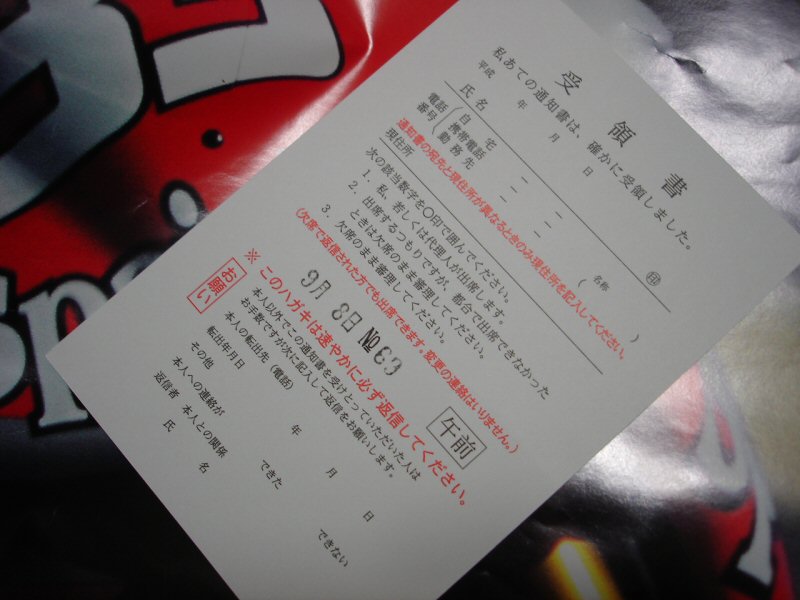 受領書
私あての通知書は、確かに受領しました。
平成 年 月 日
氏名 印
電話番号 自宅 ー ー
携帯電話 ー ー
勤務先 ー ー ( 名称 )
通知書の宛先と現住所が異なるときのみ現住所を記入してください。
現住所
次の該当数字を○印で囲んでください。
1. 私、若しくは代理人が出席します。
2. 出席するつもりですが、都合で出席できなかったときは欠席のまま審理してください。
3. 欠席のまま審理してください。
(欠席で返信された方でも出席できます。変更の連絡はいりません。)
9月 8日 №63
午前
※このハガキは速やかに必ず返信してください。
お願い
本人以外でこの通知書を受けとっていただいた人は
お手数ですが次に記入して返信をお願いします。
本人の転出先(電話)
転出年月日 年 月 日
その他
本人への連絡が できた できない
返信者 本人との関係
氏 名
Spri